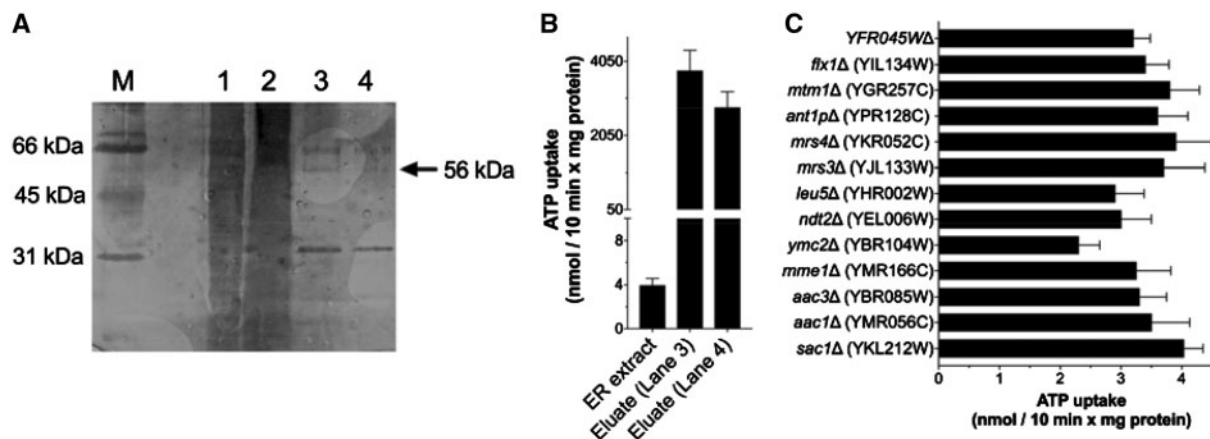 A
M 1 2 3 4
66 kDa
56 kDa
45 kDa
31 kDa
B
ATP uptake
(nmol / 10 min x mg protein)
4050
2050
50
8
4
0
ER extract
Eluate (Lane 3)
Eluate (Lane 4)
C
YFR045WΔ
flx1Δ (YIL134W)
mtm1Δ (YGR257C)
ant1pΔ (YPR128C)
mrs4Δ (YKR052C)
mrs3Δ (YJL133W)
leu5Δ (YHR002W)
ndt2Δ (YEL006W)
ymc2Δ (YBR104W)
mme1Δ (YMR166C)
aac3Δ (YBR085W)
aac1Δ (YMR056C)
sac1Δ (YKL212W)
0 1 2 3 4
ATP uptake
(nmol / 10 min x mg protein)